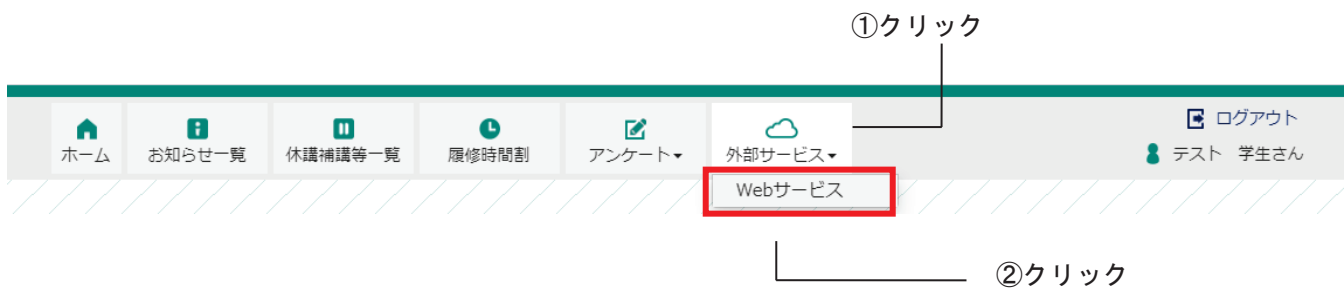 ①クリック
ログアウト
ホーム お知らせ一覧 休講補講等一覧 履修時間割 アンケート▾ 外部サービス▾
テスト 学生さん
Webサービス
②クリック